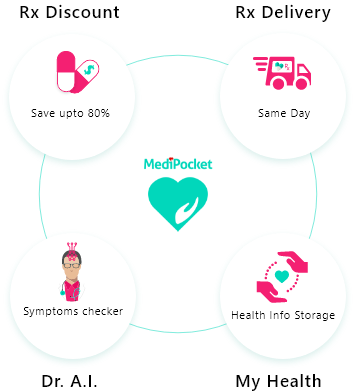 Rx Discount
Rx Delivery
Save upto 80%
Same Day
MediPocket
Symptoms checker
Health Info Storage
Dr. A.I.
My Health